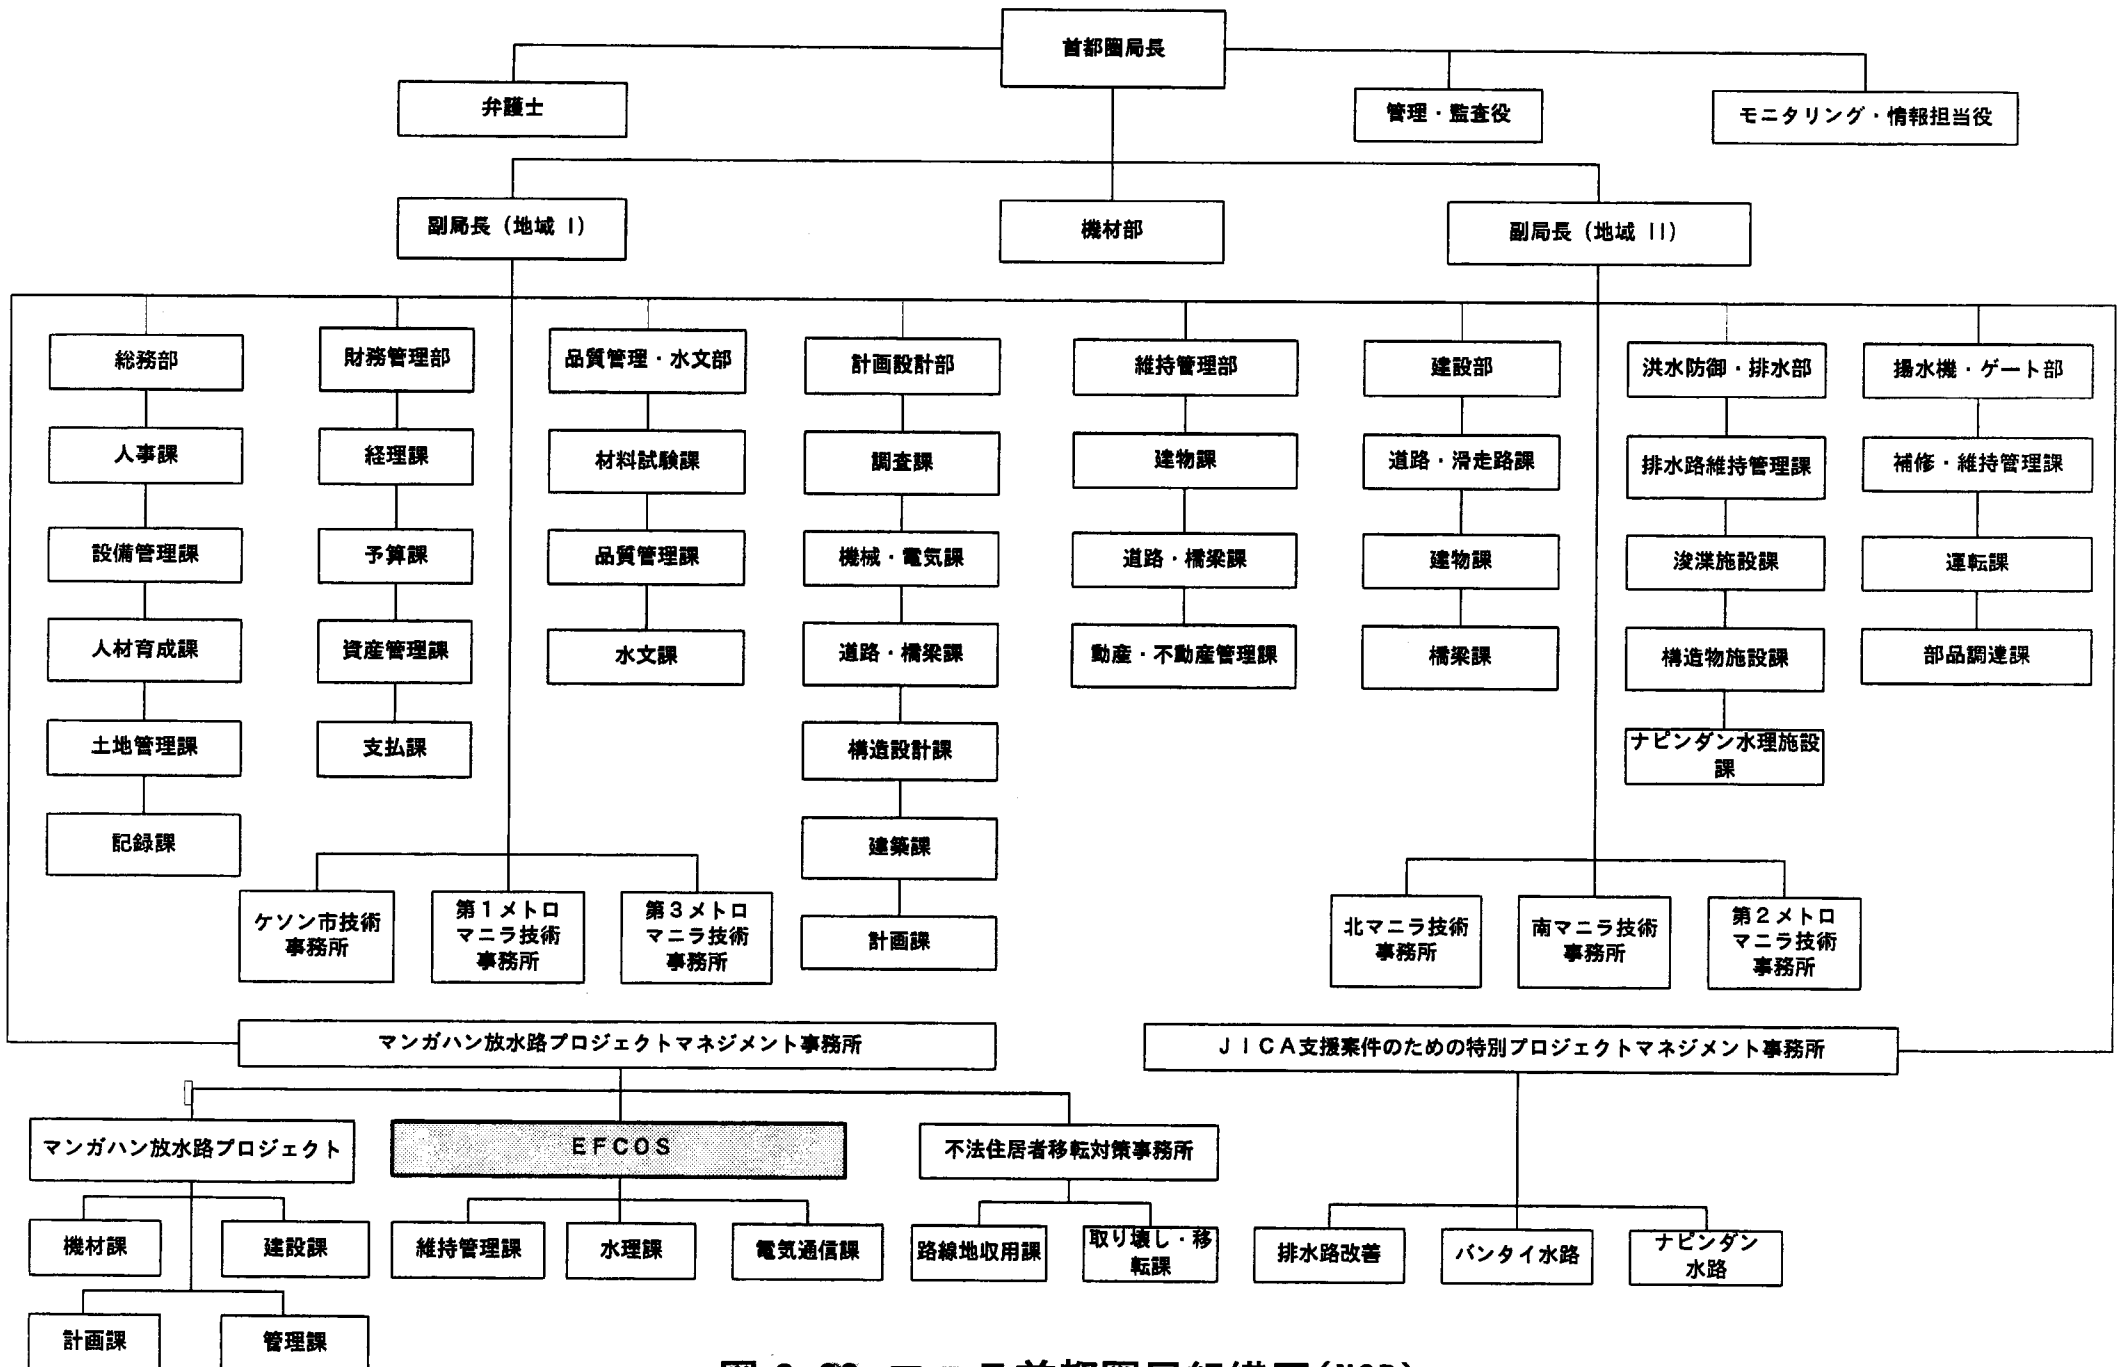 首都圏局長
弁護士
管理・監査役
モニタリング・情報担当役
副局長（地域 I）
機材部
副局長（地域 II）
総務部
財務管理部
品質管理・水文部
計画設計部
維持管理部
建設部
洪水防御・排水部
揚水機・ゲート部
人事課
経理課
材料試験課
調査課
建物課
道路・滑走路課
排水路維持管理課
補修・維持管理課
設備管理課
予算課
品質管理課
機械・電気課
道路・橋梁課
建物課
浚渫施設課
運転課
人材育成課
資産管理課
水文課
道路・橋梁課
動産・不動産管理課
橋梁課
構造物施設課
部品調達課
土地管理課
支払課
構造設計課
ナピンダン水理施設
課
記録課
建築課
計画課
ケソン市技術
事務所
第１メトロ
マニラ技術
事務所
第３メトロ
マニラ技術
事務所
北マニラ技術
事務所
南マニラ技術
事務所
第２メトロ
マニラ技術
事務所
マンガハン放水路プロジェクトマネジメント事務所
ＪＩＣＡ支援案件のための特別プロジェクトマネジメント事務所
マンガハン放水路プロジェクト
ＥＦＣＯＳ
不法住居者移転対策事務所
機材課
建設課
維持管理課
水理課
電気通信課
路線地収用課
取り壊し・移
転課
排水路改善
バンタイ水路
ナピンダン
水路
計画課
管理課